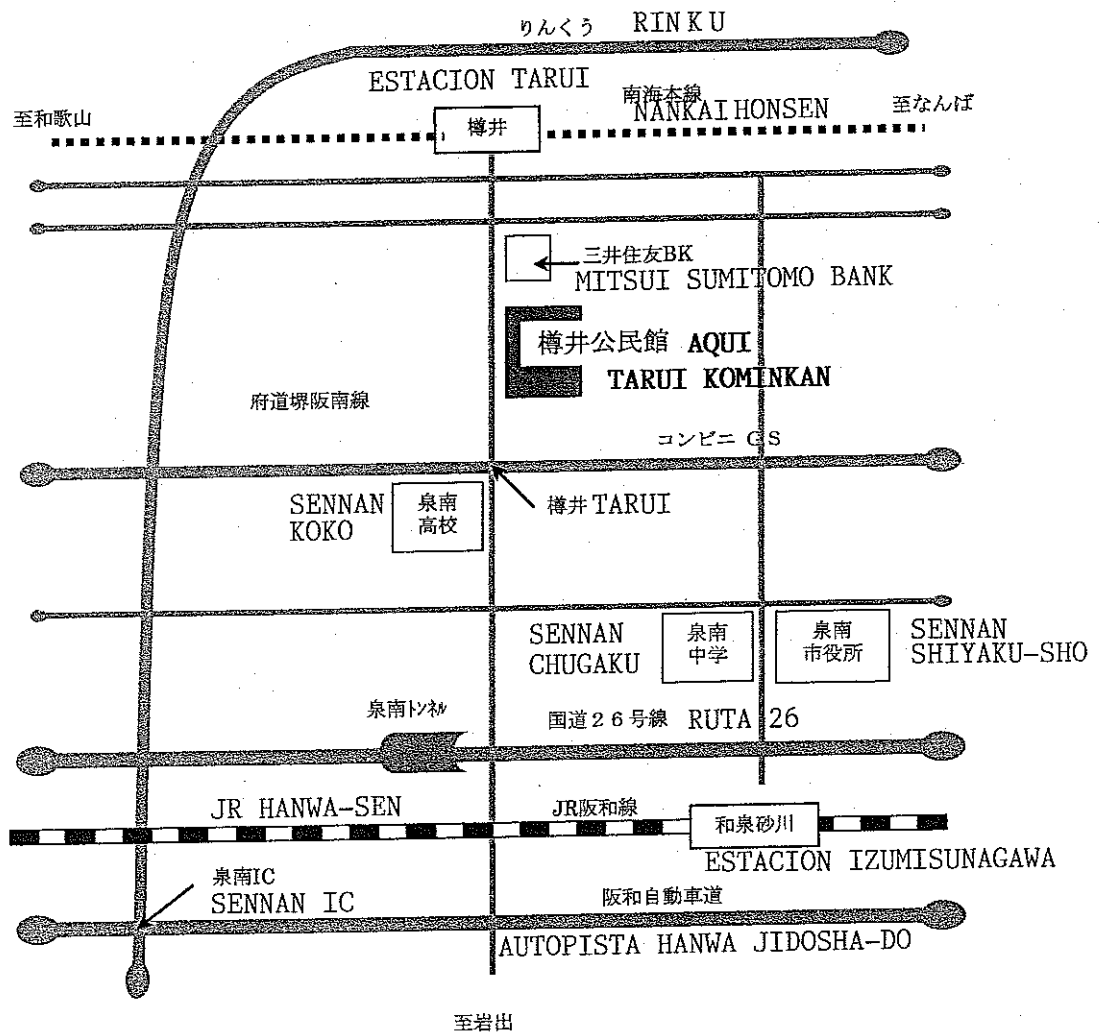 りんくう RINKU
ESTACION TARUI
南海本線
至和歌山
NANKAI HONSEN
至なんば
樽井
三井住友BK
MITSUI SUMITOMO BANK
樽井公民館 AQUI
TARUI KOMINKAN
府道堺阪南線
コンビニ GS
SENNAN
KOKO
泉南
高校
樽井 TARUI
SENNAN
CHUGAKU
泉南
中学
泉南
市役所
SENNAN
SHIYAKU-SHO
泉南トンネル
国道26号線 RUTA 26
JR HANWA-SEN
JR阪和線
和泉砂川
ESTACION IZUMISUNAGAWA
泉南IC
SENNAN IC
阪和自動車道
AUTOPISTA HANWA JIDOSHA-DO
至岩出